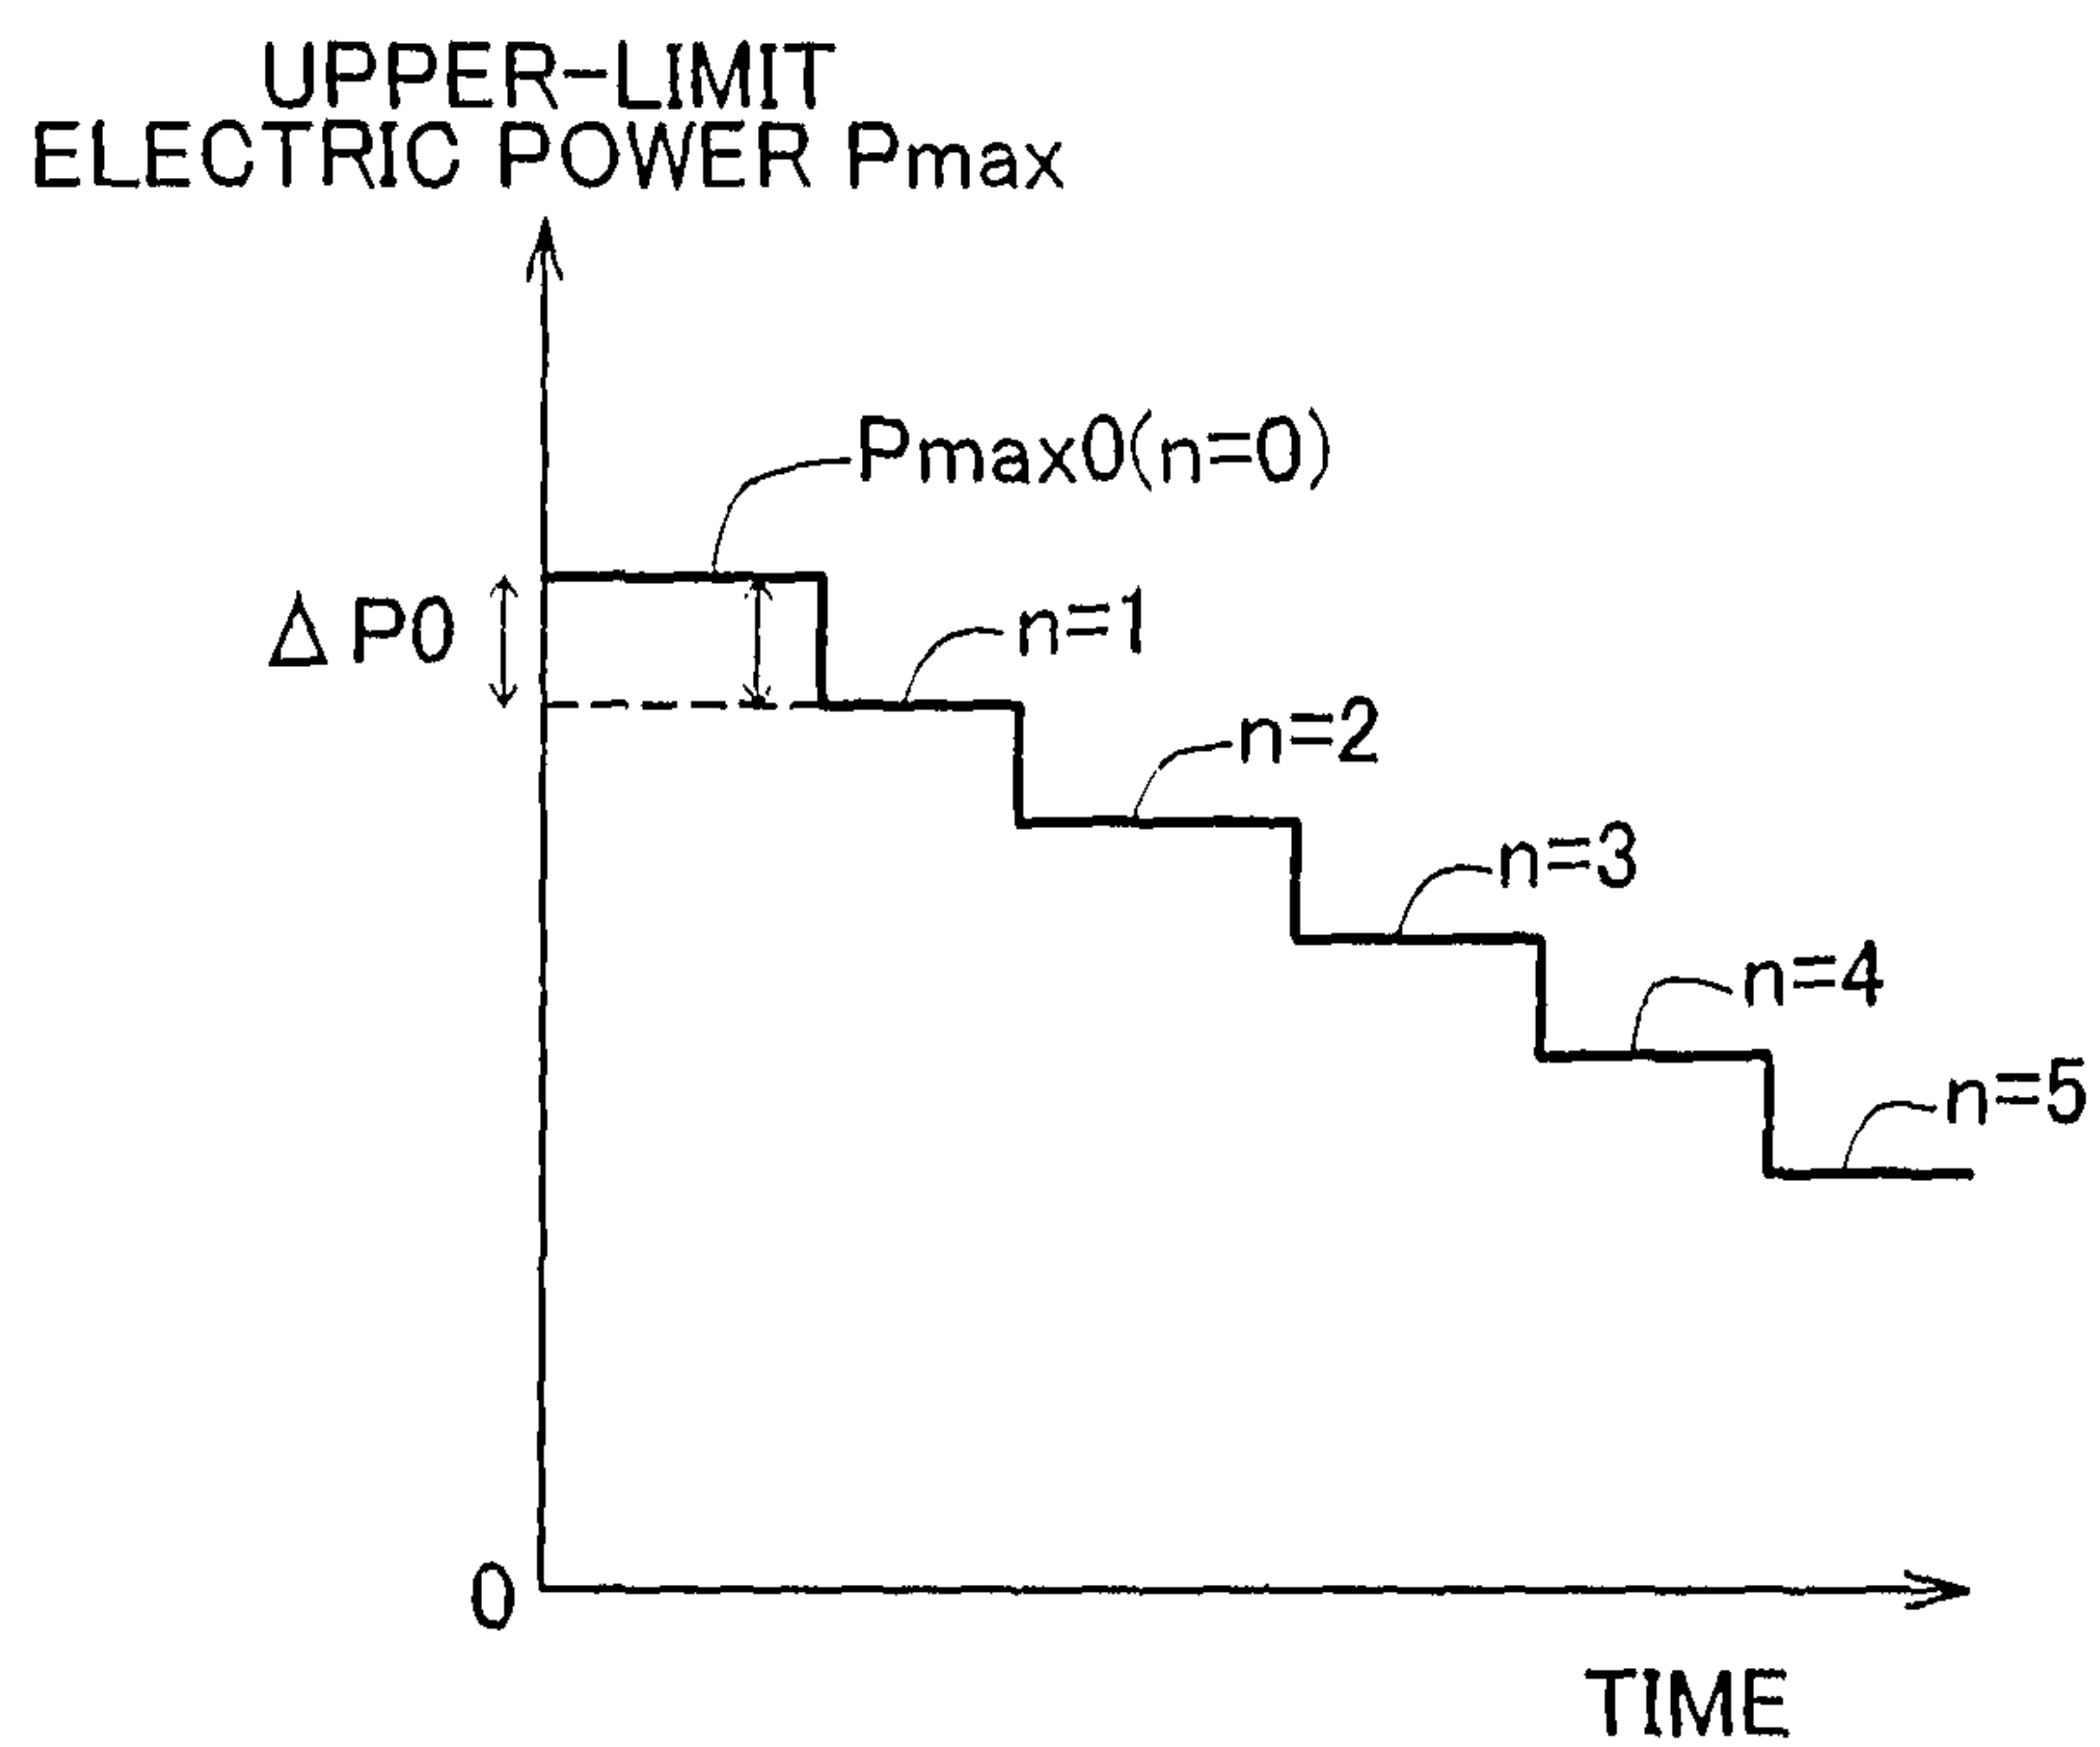 UPPER-LIMIT
ELECTRIC POWER Pmax
Pmax0(n=0)
ΔP0
n=1
n=2
n=3
n=4
n=5
0
TIME